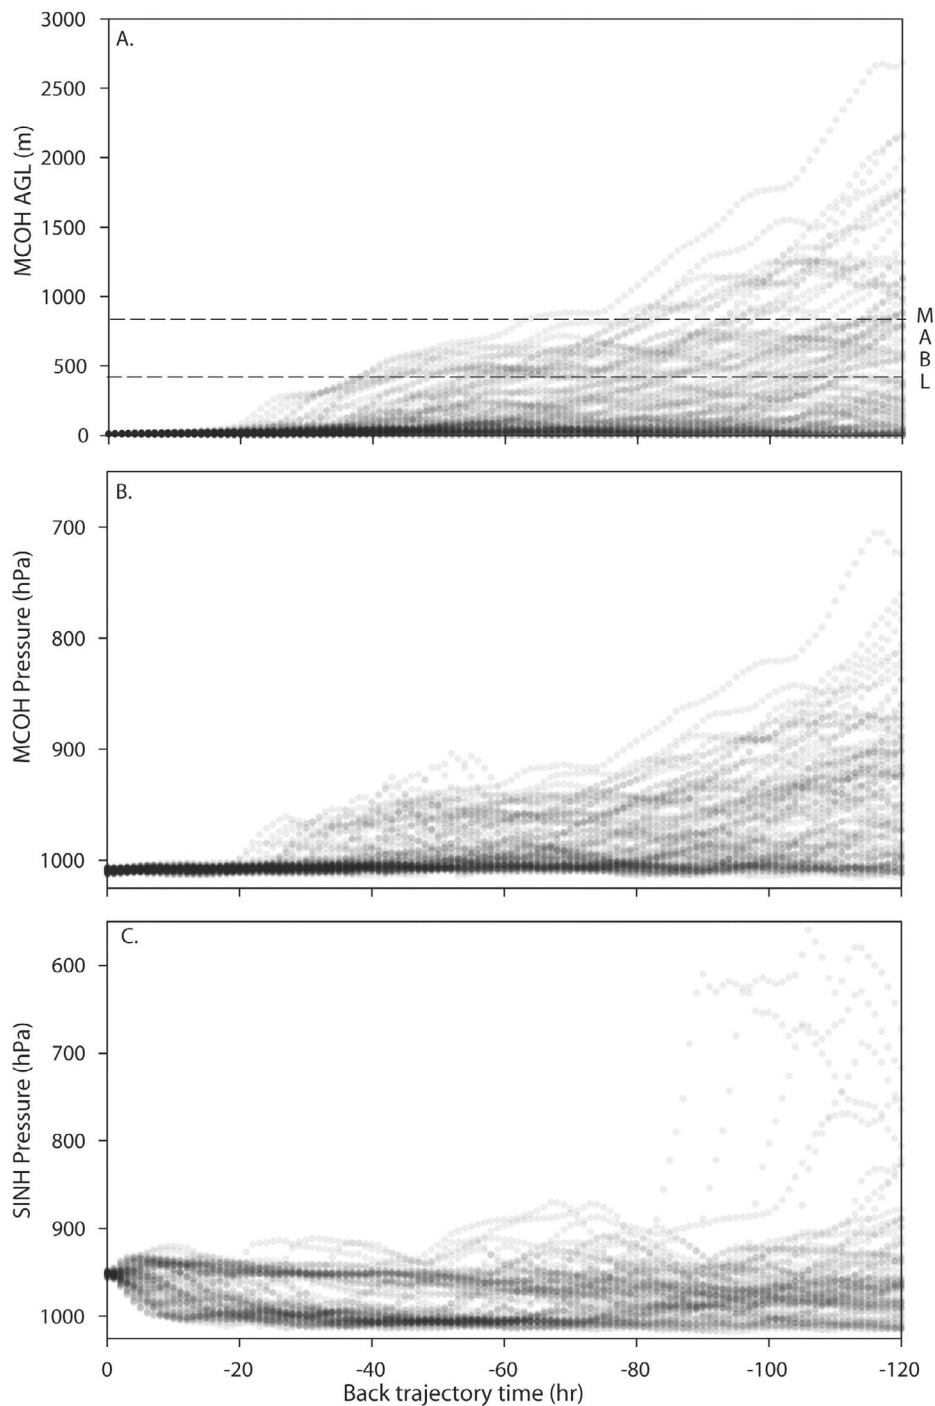 A.
3000
2500
2000
1500
1000
500
0
MCOH AGL (m)
M
A
B
L
B.
700
800
900
1000
MCOH Pressure (hPa)
C.
600
700
800
900
1000
SINH Pressure (hPa)
0 -20 -40 -60 -80 -100 -120
Back trajectory time (hr)